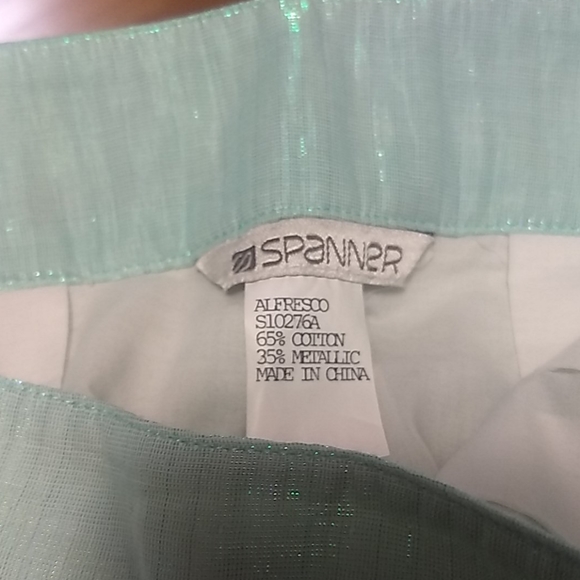 SPANNER
ALFRESCO
S10276A
65% COTTON
35% METALLIC
MADE IN CHINA